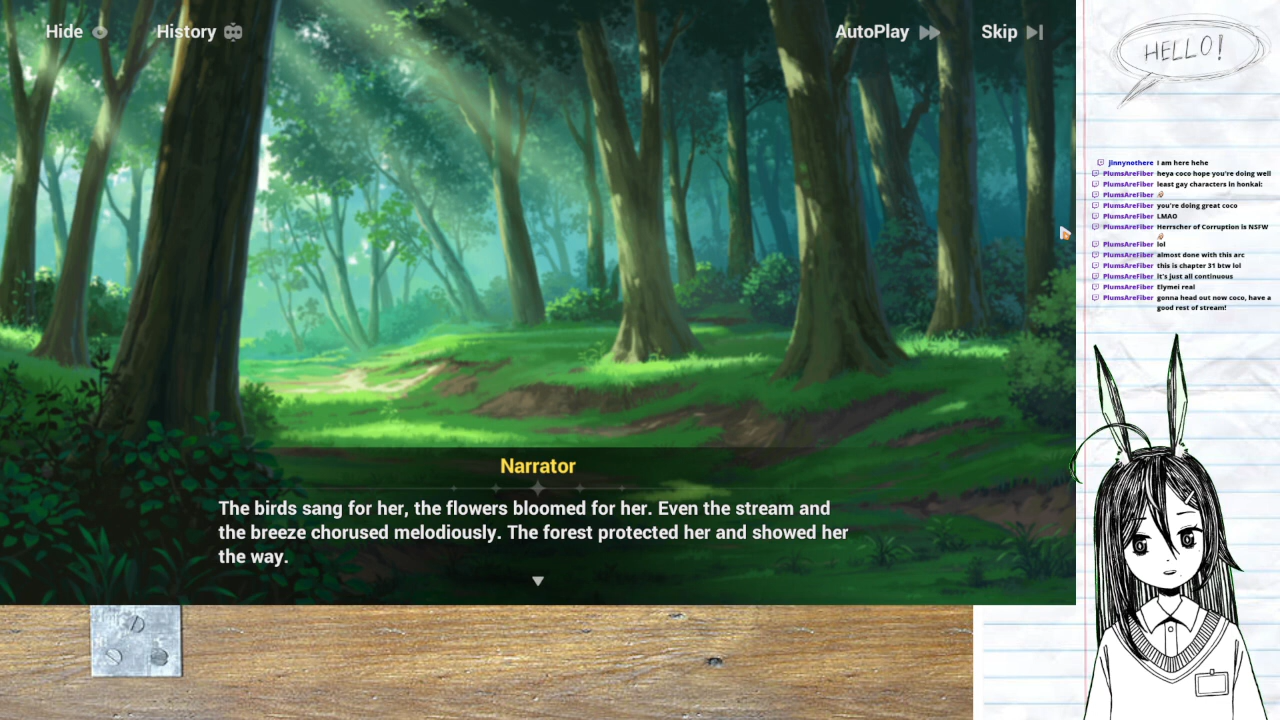 Hide
History
AutoPlay
Skip
HELLO!
jinnynothere I am here hehe
PlumsAreFiber heya coco hope you're doing well
PlumsAreFiber least gay characters in honkai:
PlumsAreFiber
PlumsAreFiber you're doing great coco
PlumsAreFiber LMAO
PlumsAreFiber Herrscher of Corruption is NSFW
PlumsAreFiber lol
PlumsAreFiber almost done with this arc
PlumsAreFiber this is chapter 31 btw lol
PlumsAreFiber it's just all continuous
PlumsAreFiber Elymei real
PlumsAreFiber gonna head out now coco, have a
good rest of stream!
Narrator
The birds sang for her, the flowers bloomed for her. Even the stream and
the breeze chorused melodiously. The forest protected her and showed her
the way.